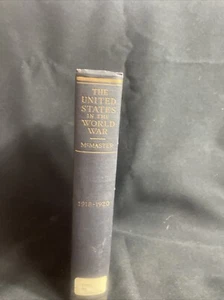 THE
UNITED
STATES
IN THE
WORLD
WAR
McMASTER
1918-1920